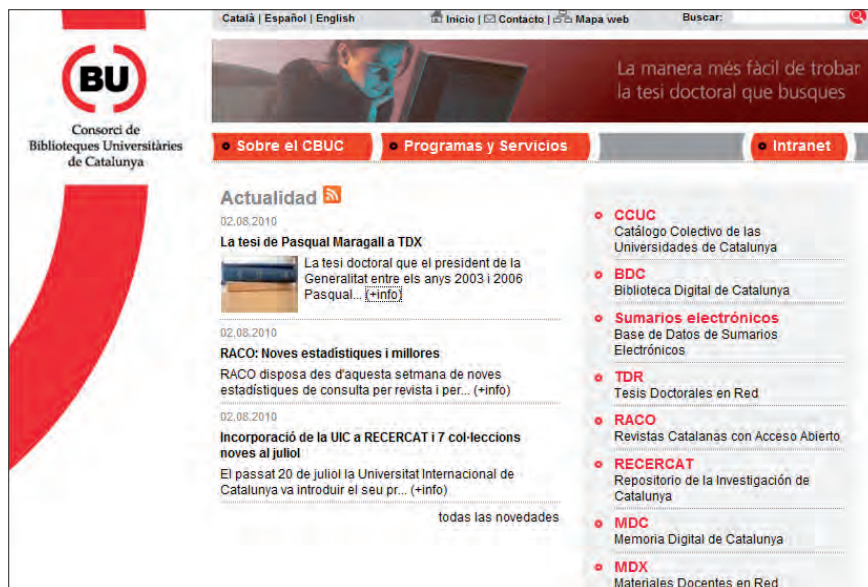 Català | Español | English
Inicio | Contacto | Mapa web
Buscar:
BU
Consorci de
Biblioteques Universitàries
de Catalunya
La manera més fàcil de trobar
la tesi doctoral que busques
Sobre el CBUC
Programas y Servicios
Intranet
Actualidad
02.08.2010
La tesi de Pasqual Maragall a TDX
La tesi doctoral que el president de la
Generalitat entre els anys 2003 i 2006
Pasqual... (+info)
02.08.2010
RACO: Noves estadístiques i millores
RACO disposa des d'aquesta setmana de noves
estadístiques de consulta per revista i per... (+info)
02.08.2010
Incorporació de la UIC a RECERCAT i 7 col·leccions
noves al juliol
El passat 20 de juliol la Universitat Internacional de
Catalunya va introduir el seu pr... (+info)
todas las novedades
CCUC
Catálogo Colectivo de las
Universidades de Catalunya
BDC
Biblioteca Digital de Catalunya
Sumarios electrónicos
Base de Datos de Sumarios
Electrónicos
TDR
Tesis Doctorales en Red
RACO
Revistas Catalanas con Acceso Abierto
RECERCAT
Repositorio de la Investigación de
Catalunya
MDC
Memoria Digital de Catalunya
MDX
Materiales Docentes en Red